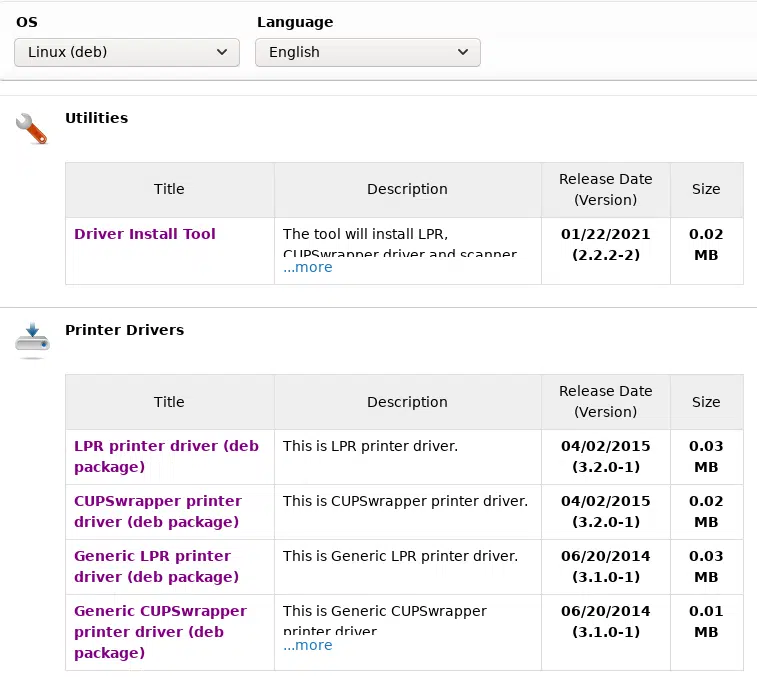 OS
Language
Linux (deb)
English
Utilities
Title
Description
Release Date
(Version)
Size
Driver Install Tool
The tool will install LPR,
CUPSwrapper driver and scanner
...more
01/22/2021
(2.2.2-2)
0.02
MB
Printer Drivers
Title
Description
Release Date
(Version)
Size
LPR printer driver (deb
package)
This is LPR printer driver.
04/02/2015
(3.2.0-1)
0.03
MB
CUPSwrapper printer
driver (deb package)
This is CUPSwrapper printer driver.
04/02/2015
(3.2.0-1)
0.02
MB
Generic LPR printer
driver (deb package)
This is Generic LPR printer driver.
06/20/2014
(3.1.0-1)
0.03
MB
Generic CUPSwrapper
printer driver (deb
package)
This is Generic CUPSwrapper
printer driver
...more
06/20/2014
(3.1.0-1)
0.01
MB